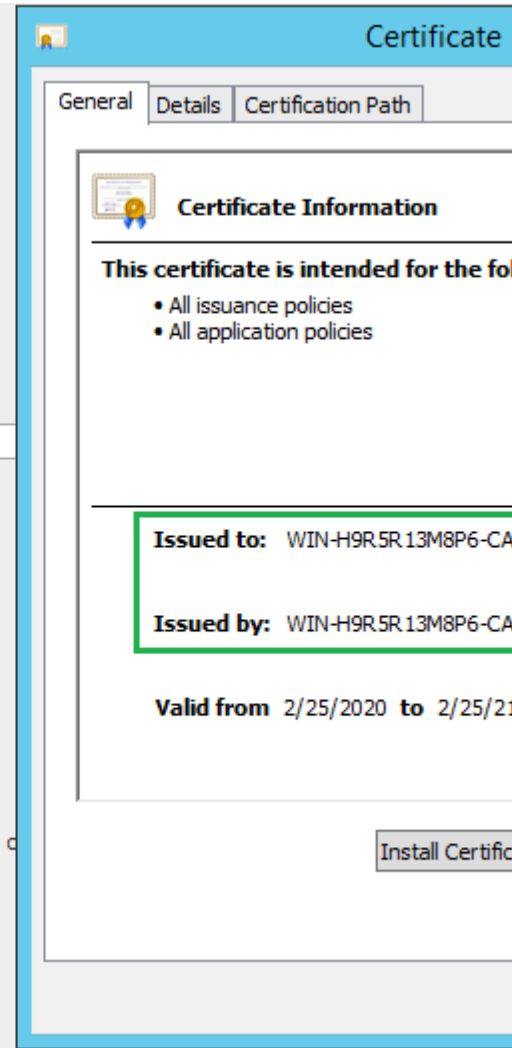 Certificate
General Details Certification Path
Certificate Information
This certificate is intended for the fol
• All issuance policies
• All application policies
Issued to: WIN-H9R5R13M8P6-CA
Issued by: WIN-H9R5R13M8P6-CA
Valid from 2/25/2020 to 2/25/21
Install Certific